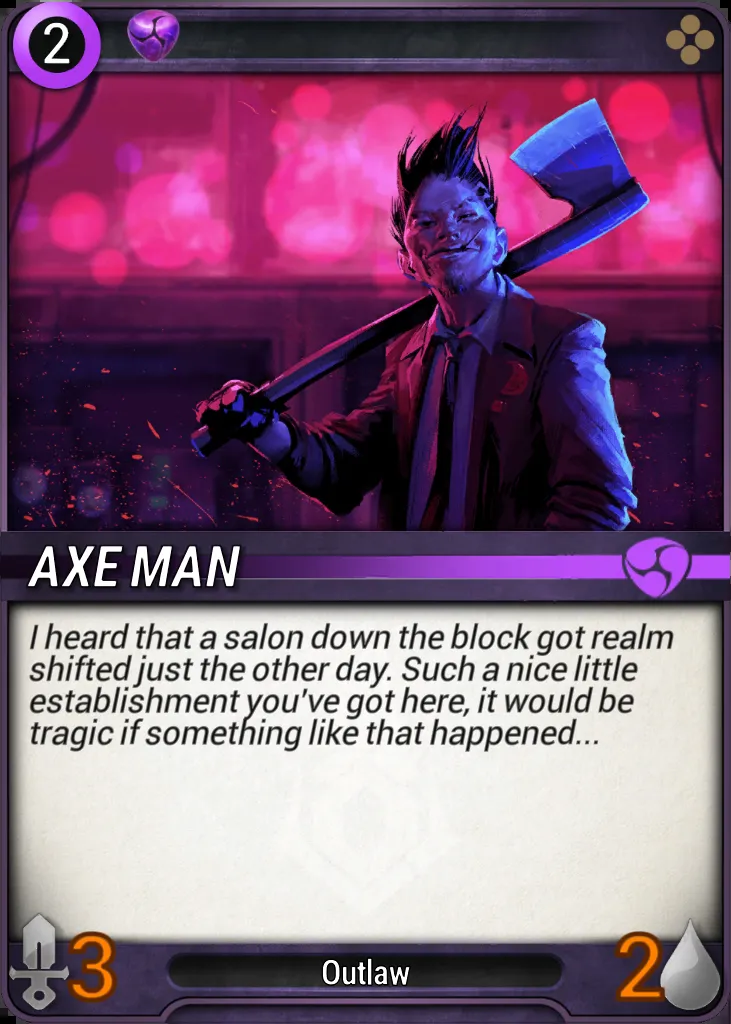 2
AXE MAN
I heard that a salon down the block got realm
shifted just the other day. Such a nice little
establishment you've got here, it would be
tragic if something like that happened...
3
Outlaw
2